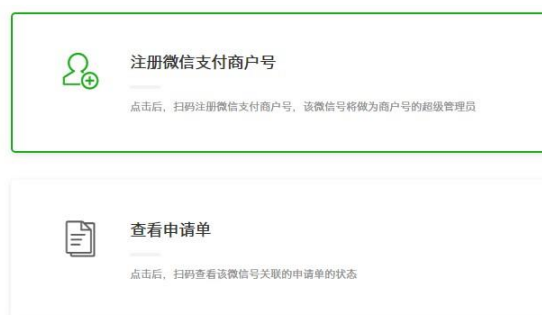 注册微信支付商户号
点击后，扫码注册微信支付商户号，该微信号将做为商户号的超级管理员
查看申请单
点击后，扫码查看该微信号关联的申请单的状态